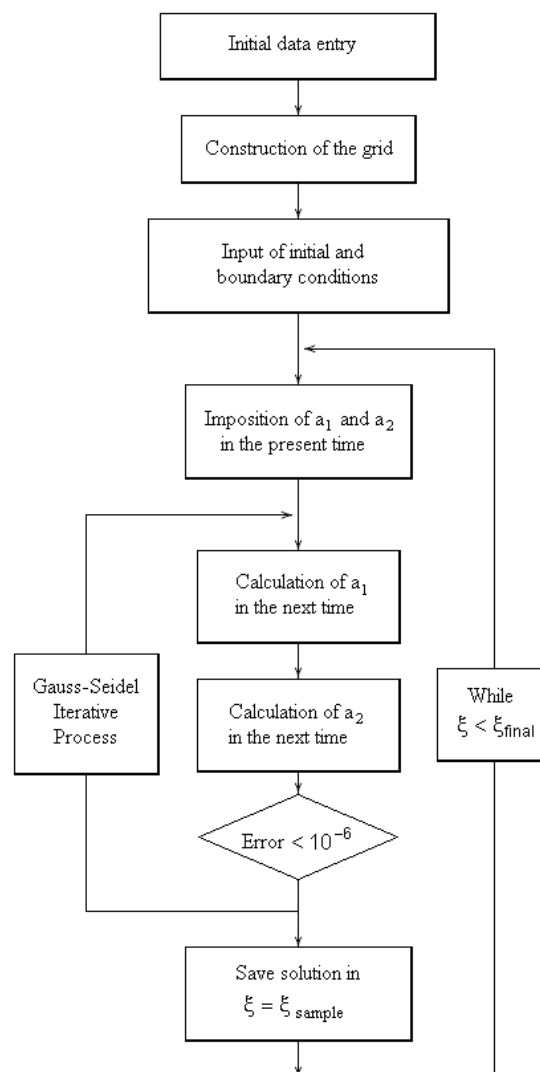 Initial data entry
Construction of the grid
Input of initial and
boundary conditions
Imposition of a₁ and a₂
in the present time
Calculation of a₁
in the next time
Gauss-Seidel
Iterative
Process
Calculation of a₂
in the next time
While
ξ < ξfinal
Error < 10⁻⁶
Save solution in
ξ = ξ sample